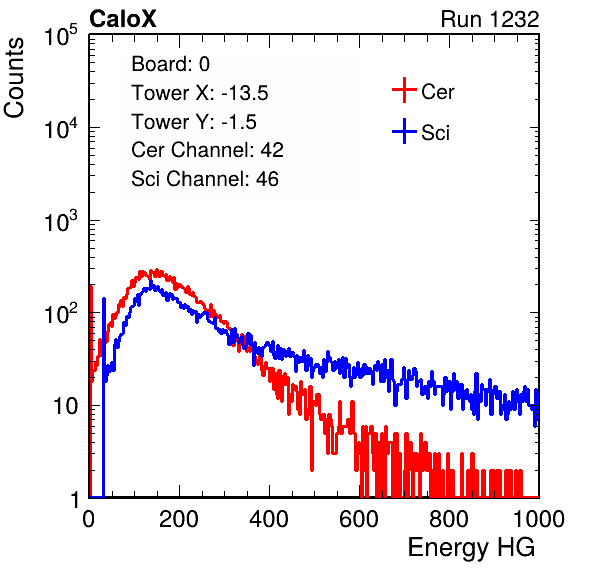 CaloX Run 1232
Counts
10^5
10^4
10^3
10^2
10
1
Board: 0
Tower X: -13.5
Tower Y: -1.5
Cer Channel: 42
Sci Channel: 46
Cer
Sci
0 200 400 600 800 1000
Energy HG